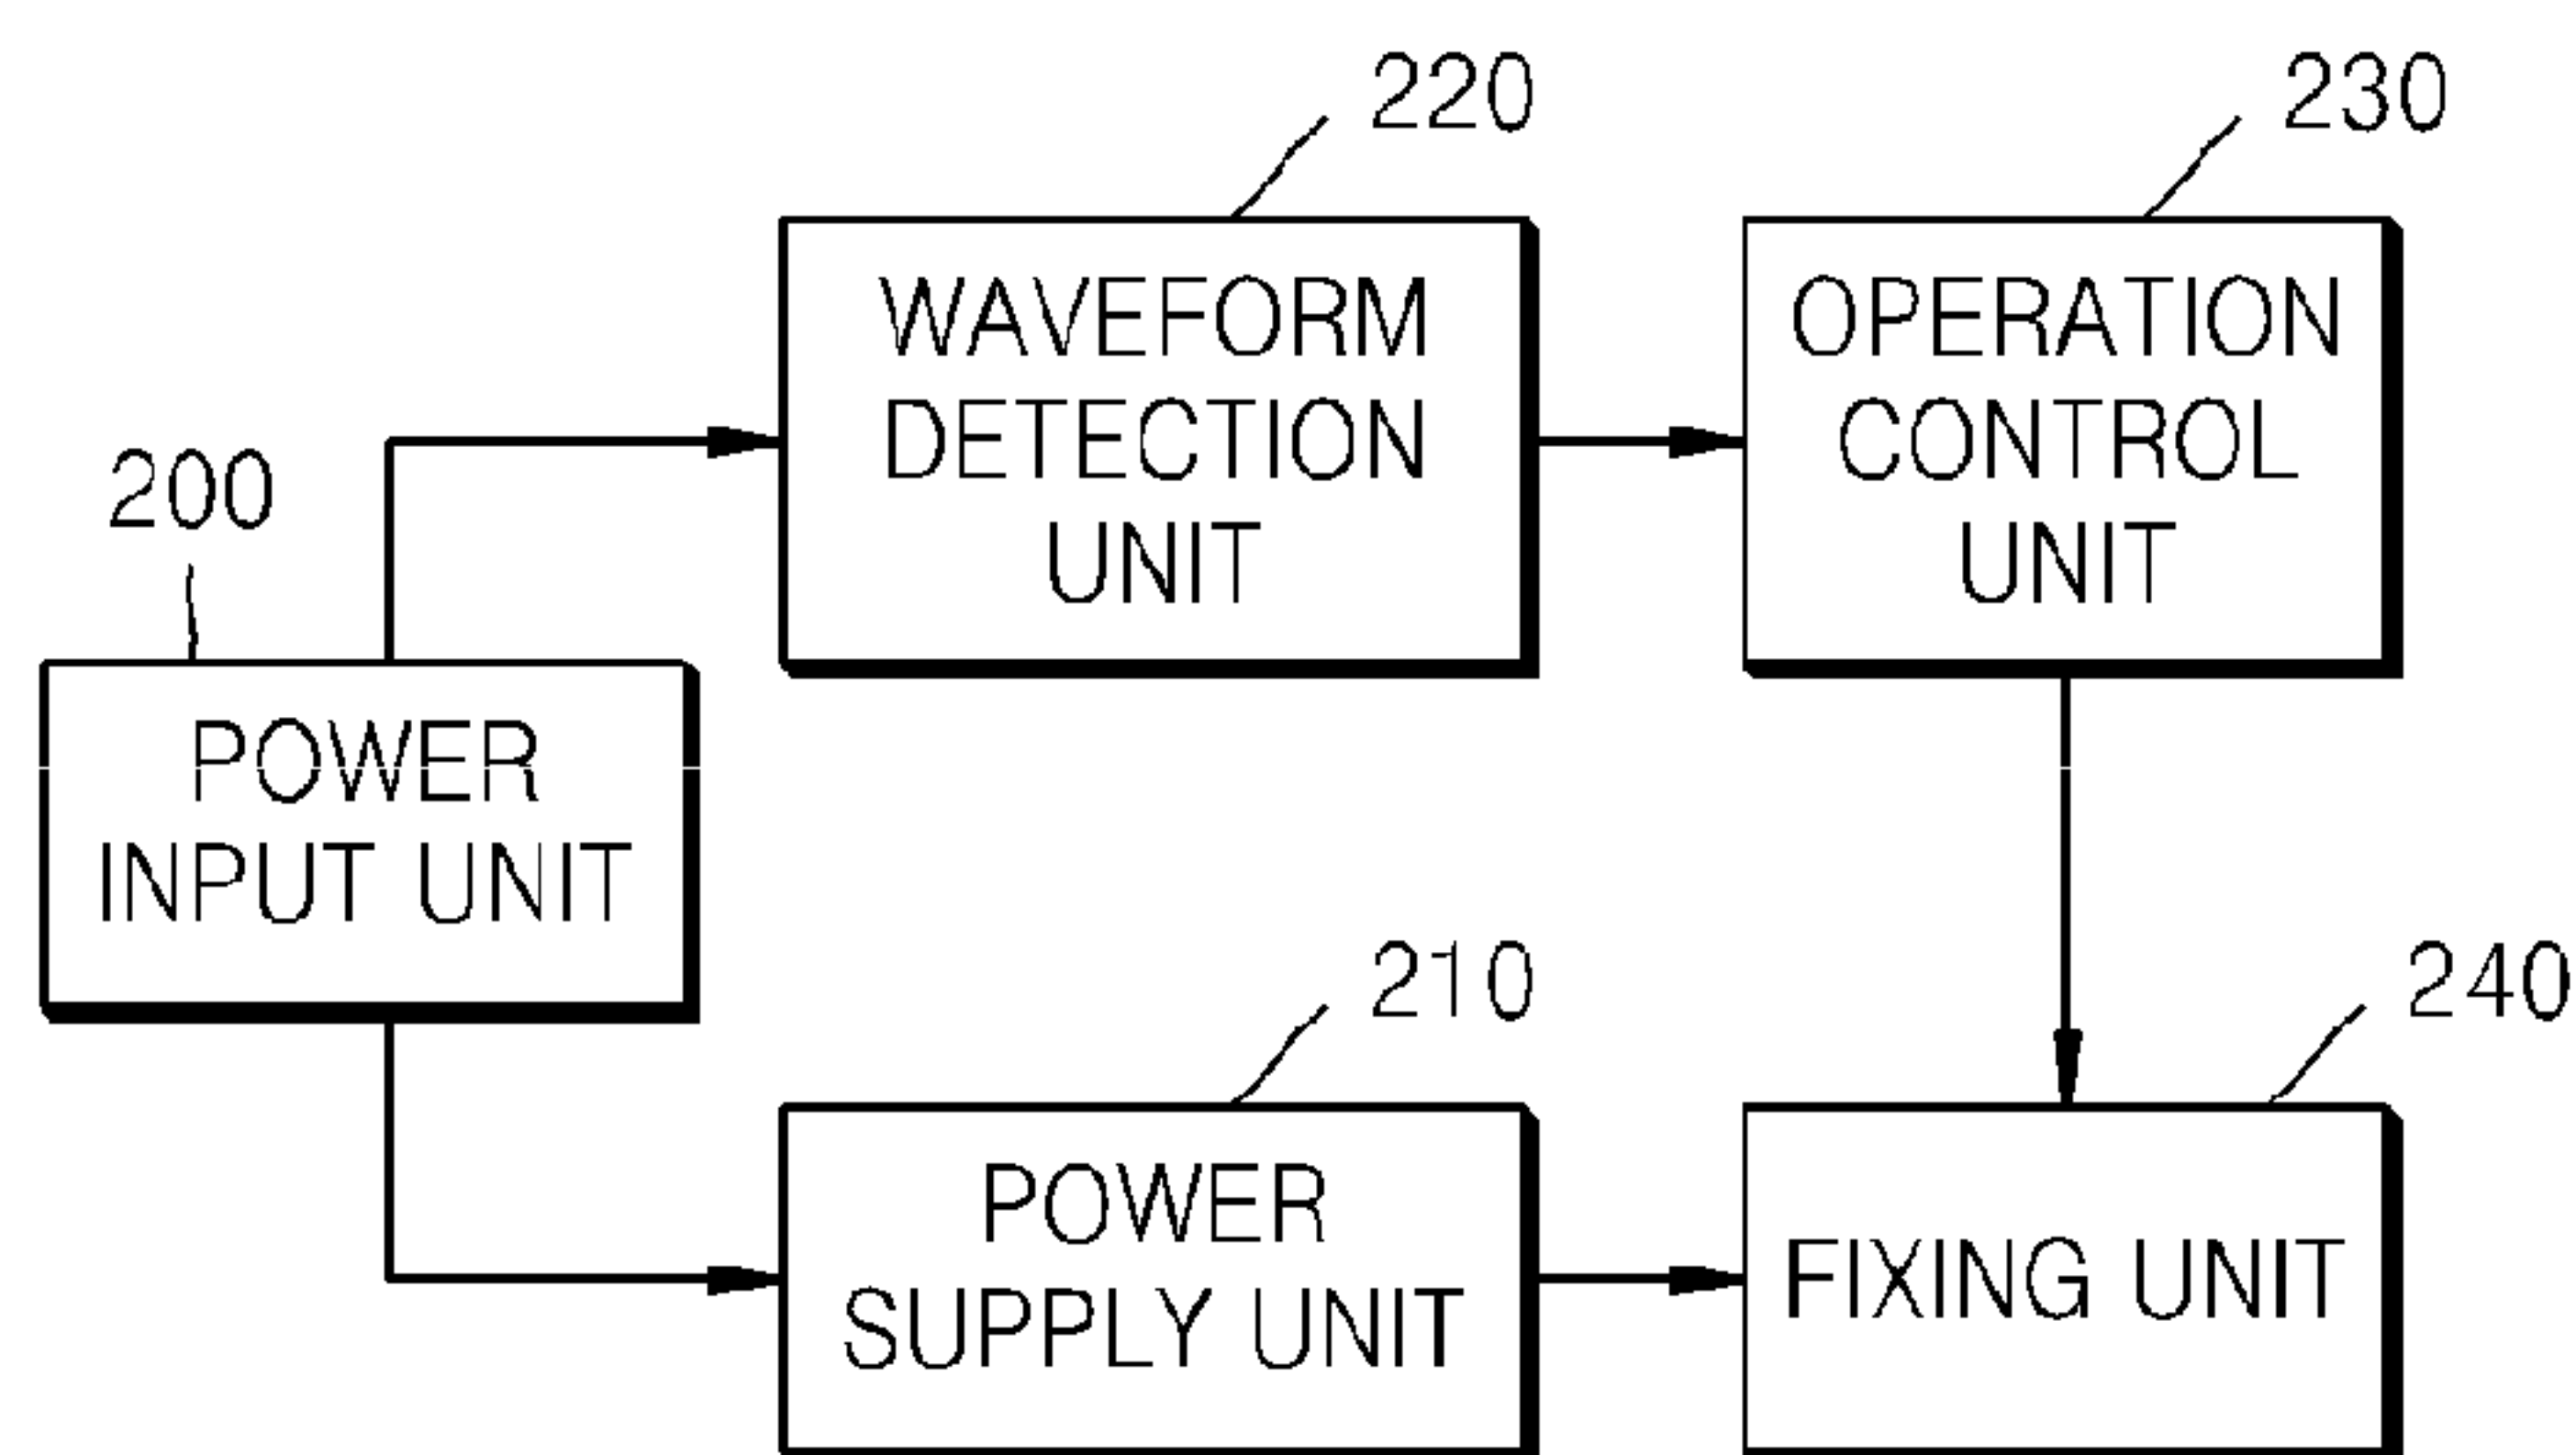 220
230
WAVEFORM
DETECTION
UNIT
OPERATION
CONTROL
UNIT
200
POWER
INPUT UNIT
210
240
POWER
SUPPLY UNIT
FIXING UNIT